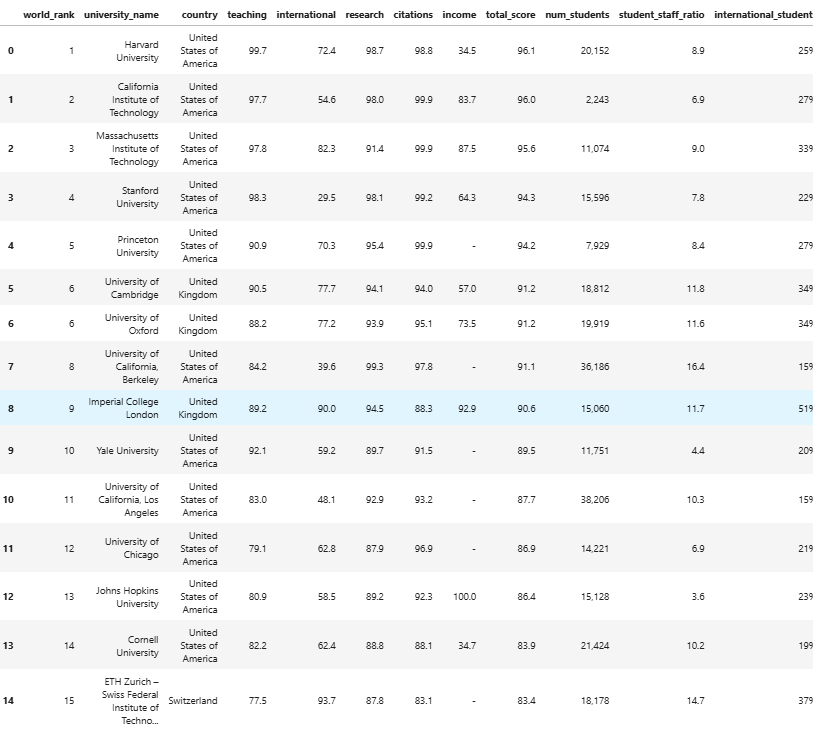 world_rank university_name country teaching international research citations income total_score num_students student_staff_ratio international_student
0 1 Harvard University United States of America 99.7 72.4 98.7 98.8 34.5 96.1 20,152 8.9 25%
1 2 California Institute of Technology United States of America 97.7 54.6 98.0 99.9 83.7 96.0 2,243 6.9 27%
2 3 Massachusetts Institute of Technology United States of America 97.8 82.3 91.4 99.9 87.5 95.6 11,074 9.0 33%
3 4 Stanford University United States of America 98.3 29.5 98.1 99.2 64.3 94.3 15,596 7.8 22%
4 5 Princeton University United States of America 90.9 70.3 95.4 99.9 - 94.2 7,929 8.4 27%
5 6 University of Cambridge United Kingdom 90.5 77.7 94.1 94.0 57.0 91.2 18,812 11.8 34%
6 6 University of Oxford United Kingdom 88.2 77.2 93.9 95.1 73.5 91.2 19,919 11.6 34%
7 8 University of California, Berkeley United States of America 84.2 39.6 99.3 97.8 - 91.1 36,186 16.4 15%
8 9 Imperial College London United Kingdom 89.2 90.0 94.5 88.3 92.9 90.6 15,060 11.7 51%
9 10 Yale University United States of America 92.1 59.2 89.7 91.5 - 89.5 11,751 4.4 20%
10 11 University of California, Los Angeles United States of America 83.0 48.1 92.9 93.2 - 87.7 38,206 10.3 15%
11 12 University of Chicago United States of America 79.1 62.8 87.9 96.9 - 86.9 14,221 6.9 21%
12 13 Johns Hopkins University United States of America 80.9 58.5 89.2 92.3 100.0 86.4 15,128 3.6 23%
13 14 Cornell University United States of America 82.2 62.4 88.8 88.1 34.7 83.9 21,424 10.2 19%
14 15 ETH Zurich – Swiss Federal Institute of Techno... Switzerland 77.5 93.7 87.8 83.1 - 83.4 18,178 14.7 37%